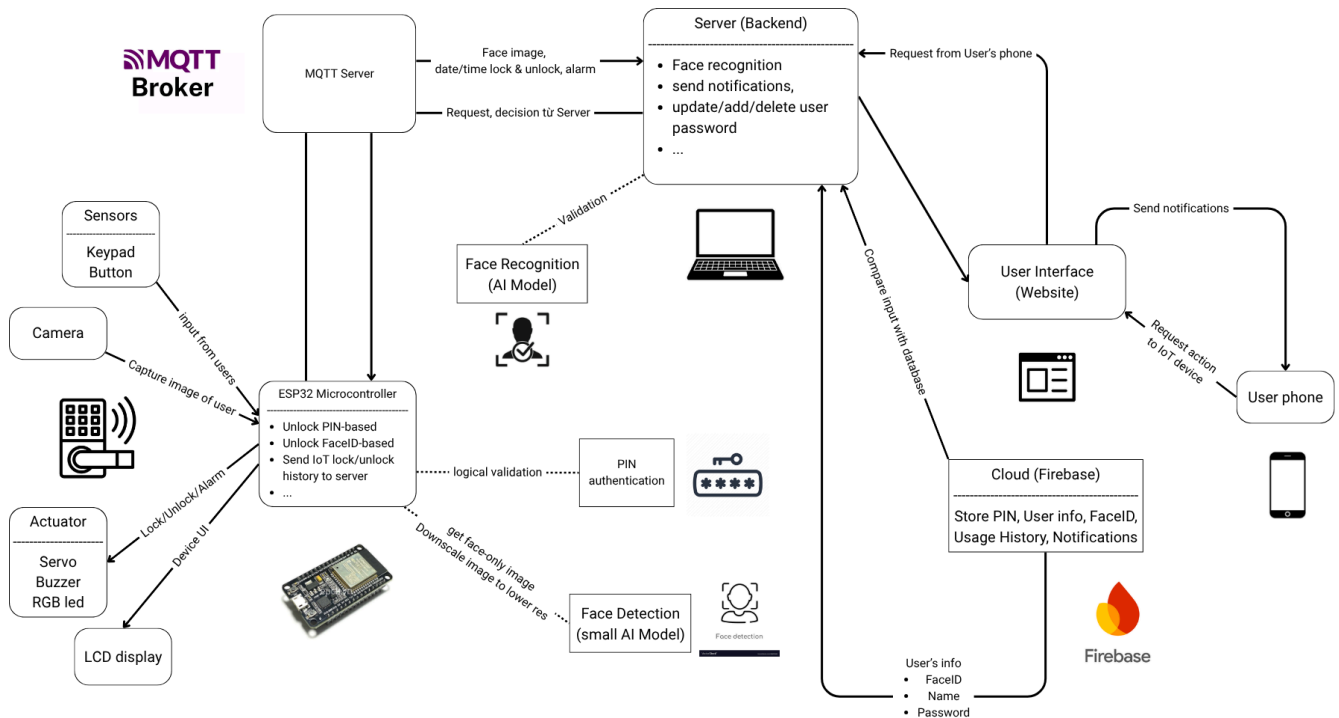 MQTT
Broker
MQTT Server
Face image,
date/time lock & unlock, alarm
Request, decision từ Server
Server (Backend)
Face recognition
send notifications,
update/add/delete user
password
...
Request from User's phone
Send notifications
User Interface
(Website)
Request action
to IoT device
User phone
Validation
Face Recognition
(AI Model)
Compare input with database
Sensors
Keypad
Button
Camera
input from users
Capture image of user
ESP32 Microcontroller
Unlock PIN-based
Unlock FaceID-based
Send IoT lock/unlock
history to server
...
logical validation
PIN
authentication
****
Cloud (Firebase)
Store PIN, User info, FaceID,
Usage History, Notifications
Lock/Unlock/Alarm
Device UI
Actuator
Servo
Buzzer
RGB led
LCD display
get face-only image
Downscale image to lower res
Face Detection
(small AI Model)
Face detection
Firebase
User's info
FaceID
Name
Password